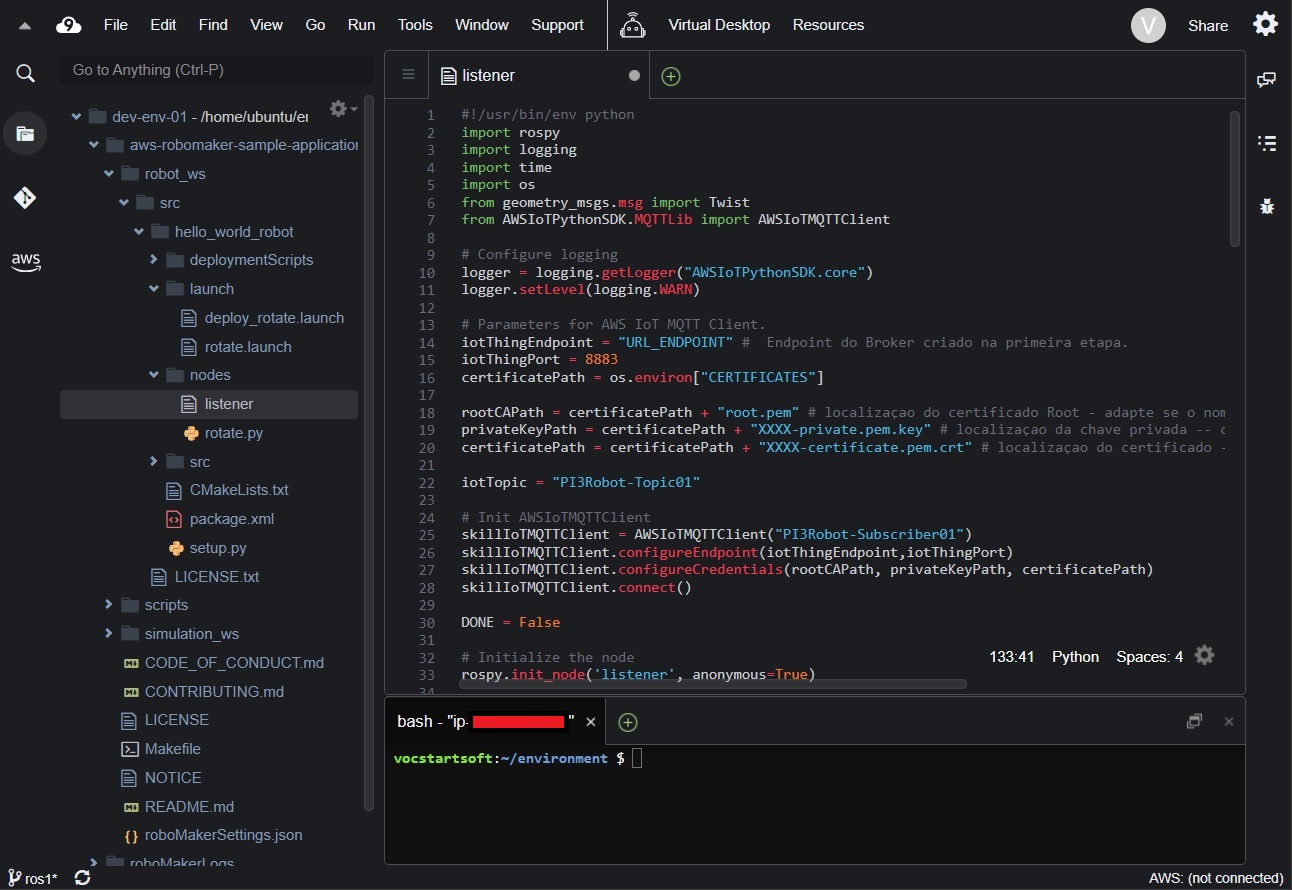 File Edit Find View Go Run Tools Window Support Virtual Desktop Resources V Share
Go to Anything (Ctrl-P)
dev-env-01 - /home/ubuntu/er
aws-robomaker-sample-application
robot_ws
src
hello_world_robot
deploymentScripts
launch
deploy_rotate.launch
rotate.launch
nodes
listener
rotate.py
src
CMakeLists.txt
package.xml
setup.py
LICENSE.txt
scripts
simulation_ws
CODE_OF_CONDUCT.md
CONTRIBUTING.md
LICENSE
Makefile
NOTICE
README.md
roboMakerSettings.json
roboMakerLogs
aws
listener
1 #!/usr/bin/env python
2 import rospy
3 import logging
4 import time
5 import os
6 from geometry_msgs.msg import Twist
7 from AWSIoTPythonSDK.MQTTLib import AWSIoTMQTTClient
8
9 # Configure logging
10 logger = logging.getLogger("AWSIoTPythonSDK.core")
11 logger.setLevel(logging.WARN)
12
13 # Parameters for AWS IoT MQTT Client.
14 iotThingEndpoint = "URL_ENDPOINT" #  Endpoint do Broker criado na primeira etapa.
15 iotThingPort = 8883
16 certificatePath = os.environ["CERTIFICATES"]
17
18 rootCAPath = certificatePath + "root.pem" # localizaçao do certificado Root - adapte se o nom
19 privateKeyPath = certificatePath + "XXXX-private.pem.key" # localizaçao da chave privada -- c
20 certificatePath = certificatePath + "XXXX-certificate.pem.crt" # localizaçao do certificado -
21
22 iotTopic = "PI3Robot-Topic01"
23
24 # Init AWSIoTMQTTClient
25 skillIoTMQTTClient = AWSIoTMQTTClient("PI3Robot-Subscriber01")
26 skillIoTMQTTClient.configureEndpoint(iotThingEndpoint,iotThingPort)
27 skillIoTMQTTClient.configureCredentials(rootCAPath, privateKeyPath, certificatePath)
28 skillIoTMQTTClient.connect()
29
30 DONE = False
31
32 # Initialize the node
33 rospy.init_node('listener', anonymous=True)
34
133:41 Python Spaces: 4
bash - "ip- "
vocstartsoft:~/environment $
ros1*
AWS: (not connected)